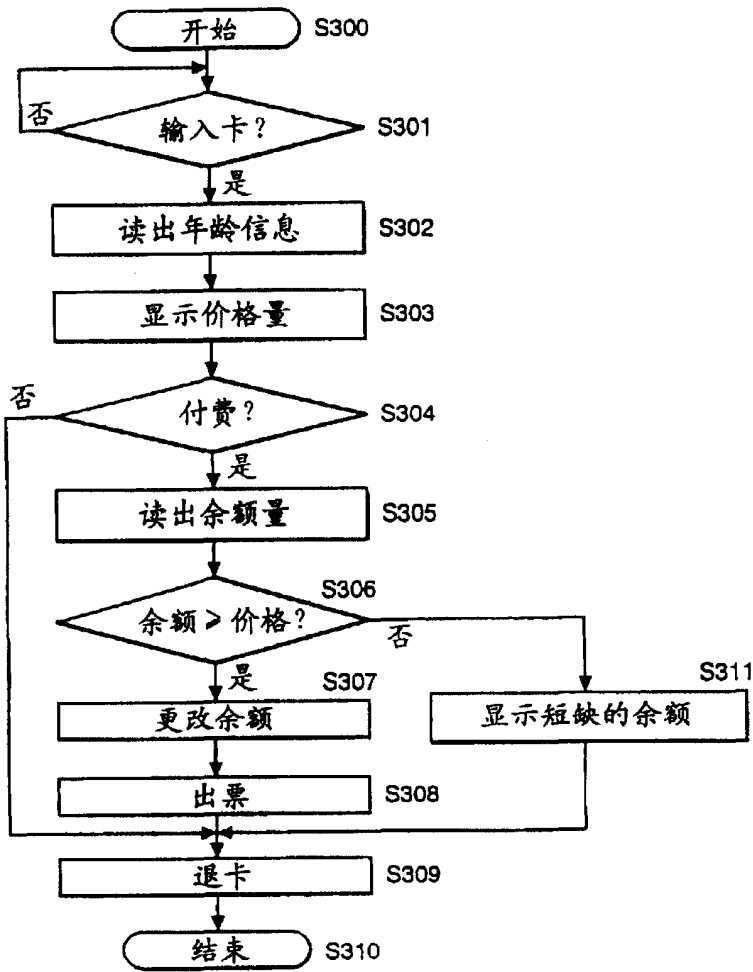 开始 S300
否
输入卡? S301
是
读出年龄信息 S302
显示价格量 S303
否
付费? S304
是
读出余额量 S305
S306
余额≥价格?
否
是
S307
S311
更改余额
显示短缺的余额
出票 S308
退卡 S309
结束 S310